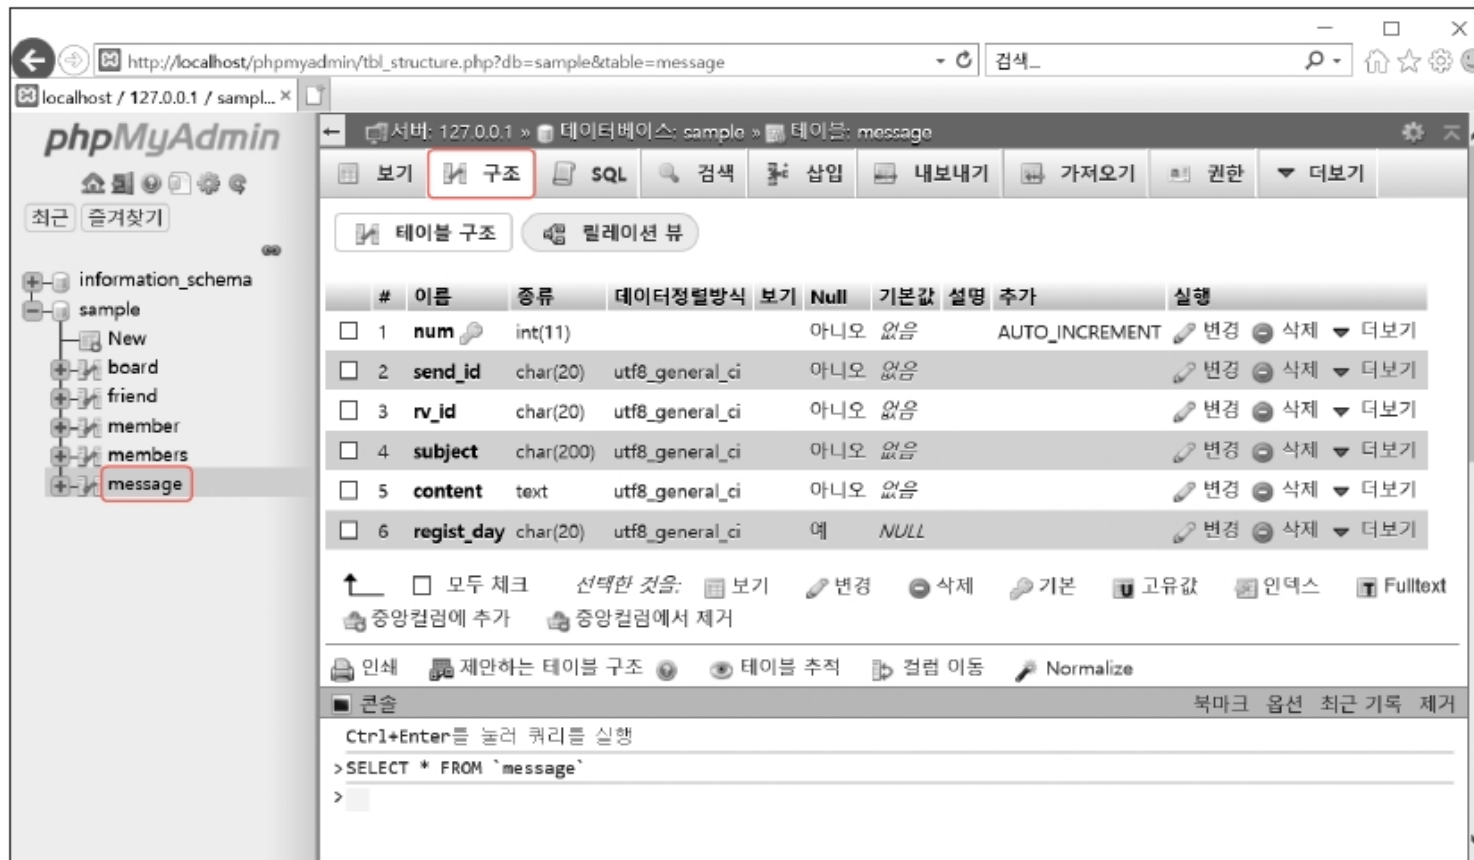 http://localhost/phpmyadmin/tbl_structure.php?db=sample&table=message
검색...
localhost / 127.0.0.1 / sampl...
phpMyAdmin
최근 즐겨찾기
information_schema
sample
New
board
friend
member
members
message
서버: 127.0.0.1 » 데이터베이스: sample » 테이블: message
보기 구조 SQL 검색 삽입 내보내기 가져오기 권한 더보기
테이블 구조 릴레이션 뷰
# 이름 종류 데이터정렬방식 보기 Null 기본값 설명 추가 실행
1 num int(11) 아니오 없음 AUTO_INCREMENT 변경 삭제 더보기
2 send_id char(20) utf8_general_ci 아니오 없음 변경 삭제 더보기
3 rv_id char(20) utf8_general_ci 아니오 없음 변경 삭제 더보기
4 subject char(200) utf8_general_ci 아니오 없음 변경 삭제 더보기
5 content text utf8_general_ci 아니오 없음 변경 삭제 더보기
6 regist_day char(20) utf8_general_ci 예 NULL 변경 삭제 더보기
모두 체크 선택한 것을: 보기 변경 삭제 기본 고유값 인덱스 Fulltext
중앙컬럼에 추가 중앙컬럼에서 제거
인쇄 제안하는 테이블 구조 테이블 추적 컬럼 이동 Normalize
콘솔 북마크 옵션 최근 기록 제거
Ctrl+Enter를 눌러 쿼리를 실행
>SELECT * FROM `message`
>